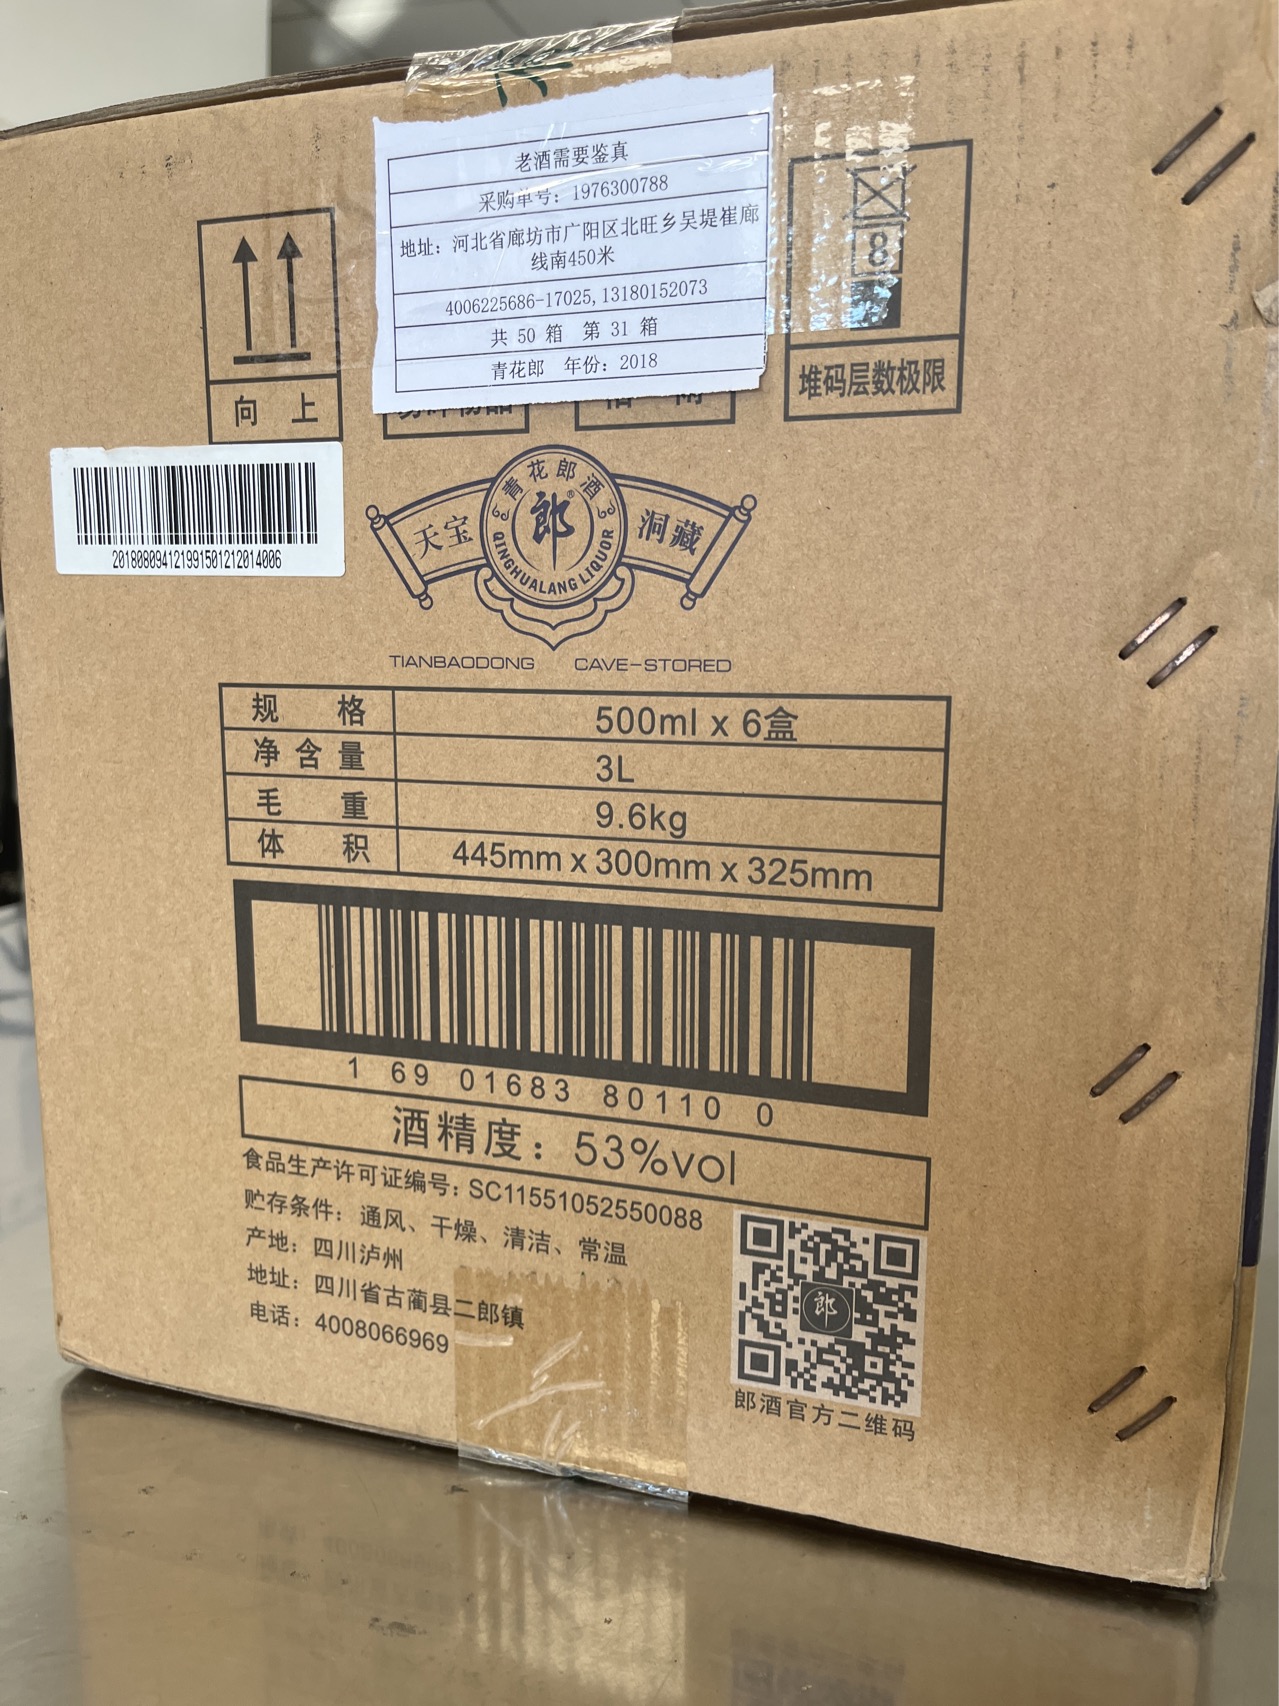 老酒需要鉴真
采购单号：1976300788
地址：河北省廊坊市广阳区北旺乡吴堤崔廊
线南450米
4006225686-17025,13180152073
共 50 箱 第 31 箱
青花郎 年份：2018
8
向 上
堆码层数极限
20180809412199150121201４006
青花郎酒
天宝
郎®
洞藏
QINGHUALANG LIQUOR
TIANBAODONG CAVE-STORED
规 格 500ml x 6盒
净含量 3L
毛 重 9.6kg
体 积 445mm x 300mm x 325mm
1 69 01683 80110 0
酒精度：53%vol
食品生产许可证编号：SC11551052550088
贮存条件：通风、干燥、清洁、常温
产地：四川泸州
地址：四川省古蔺县二郎镇
电话：4008066969
郎
郎酒官方二维码